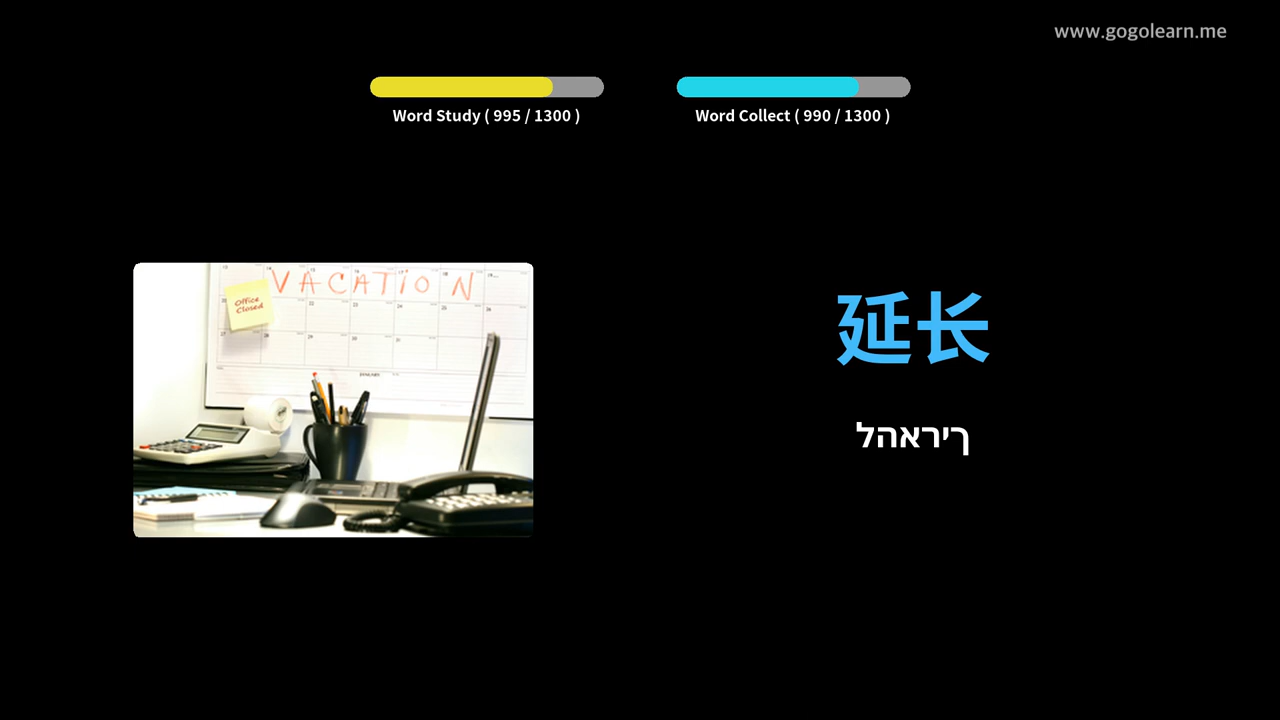 www.gogolearn.me
Word Study ( 995 / 1300 )
Word Collect ( 990 / 1300 )
VACATION
Office
Closed
延长
ךיראהל